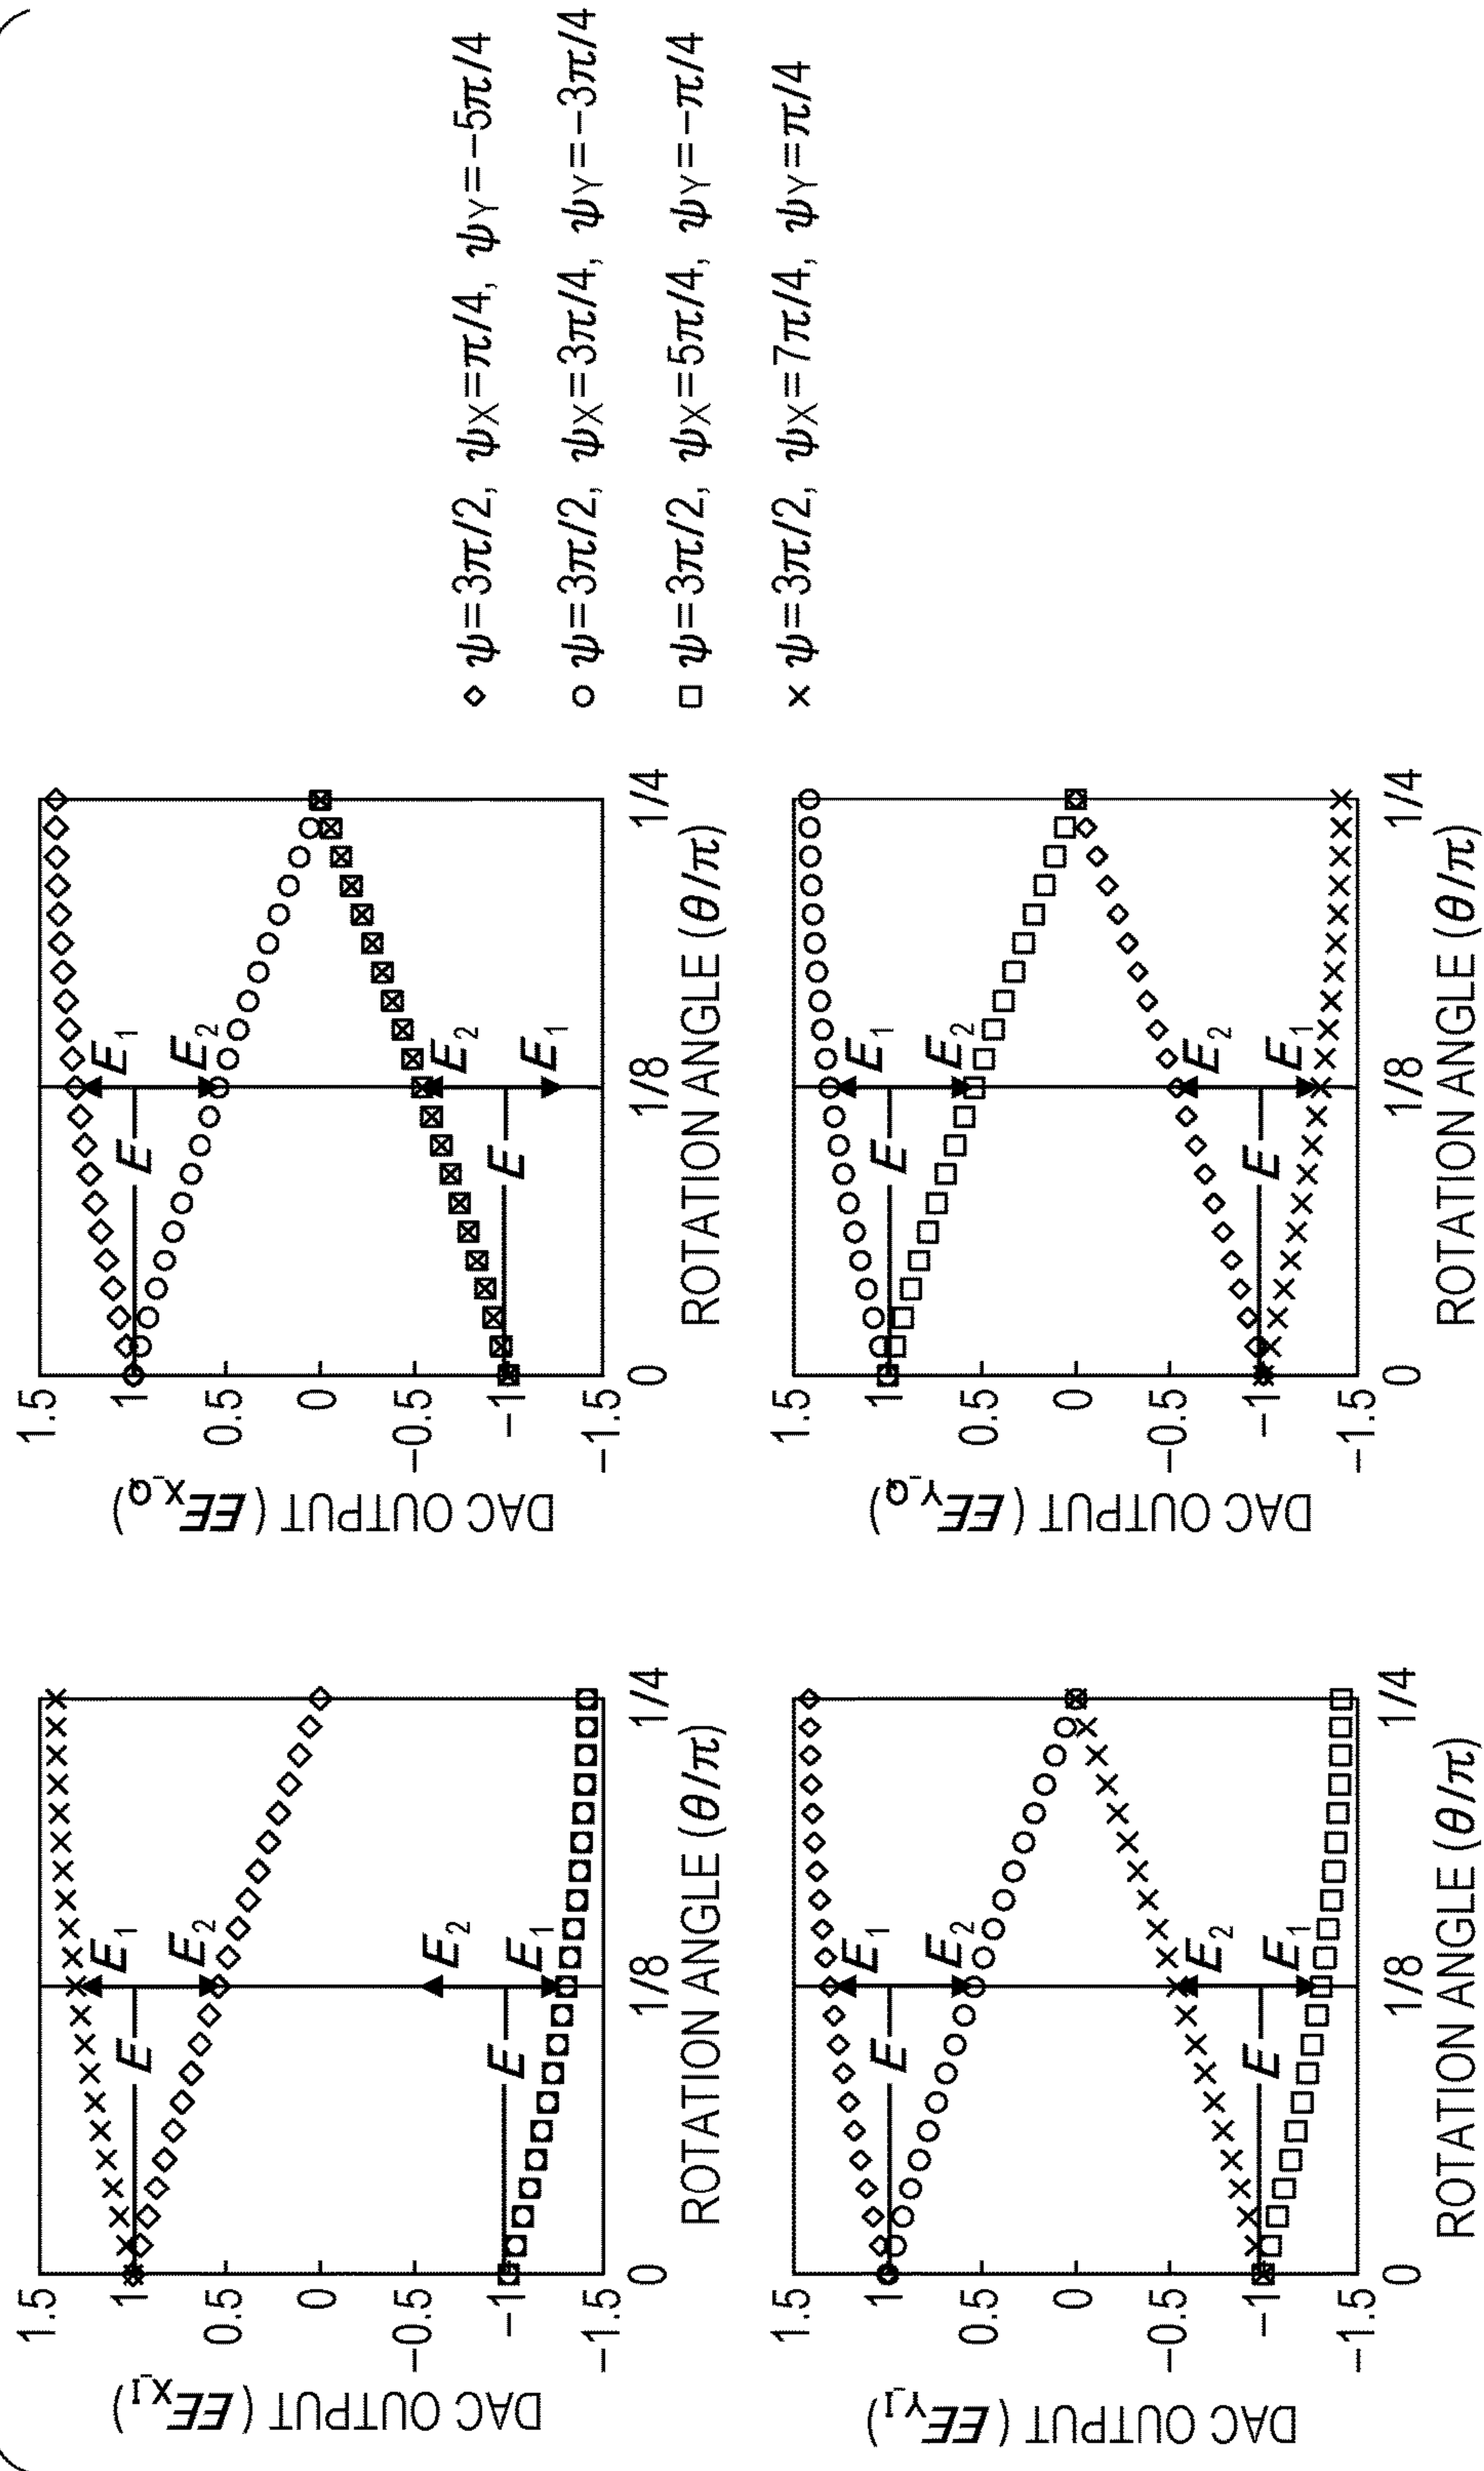 DAC OUTPUT (EE_X_I)
1.5
1
0.5
0
−0.5
−1
−1.5
E
E₁
E₂
E
E₂
E₁
0 1/8 1/4
ROTATION ANGLE (θ/π)
DAC OUTPUT (EE_X_Q)
1.5
1
0.5
0
−0.5
−1
−1.5
E
E₁
E₂
E
E₂
E₁
0 1/8 1/4
ROTATION ANGLE (θ/π)
DAC OUTPUT (EE_Y_I)
1.5
1
0.5
0
−0.5
−1
−1.5
E
E₁
E₂
E
E₂
E₁
0 1/8 1/4
ROTATION ANGLE (θ/π)
DAC OUTPUT (EE_Y_Q)
1.5
1
0.5
0
−0.5
−1
−1.5
E
E₁
E₂
E
E₂
E₁
0 1/8 1/4
ROTATION ANGLE (θ/π)
◇ ψ=3π/2, ψX=π/4, ψY=−5π/4
○ ψ=3π/2, ψX=3π/4, ψY=−3π/4
□ ψ=3π/2, ψX=5π/4, ψY=−π/4
× ψ=3π/2, ψX=7π/4, ψY=π/4